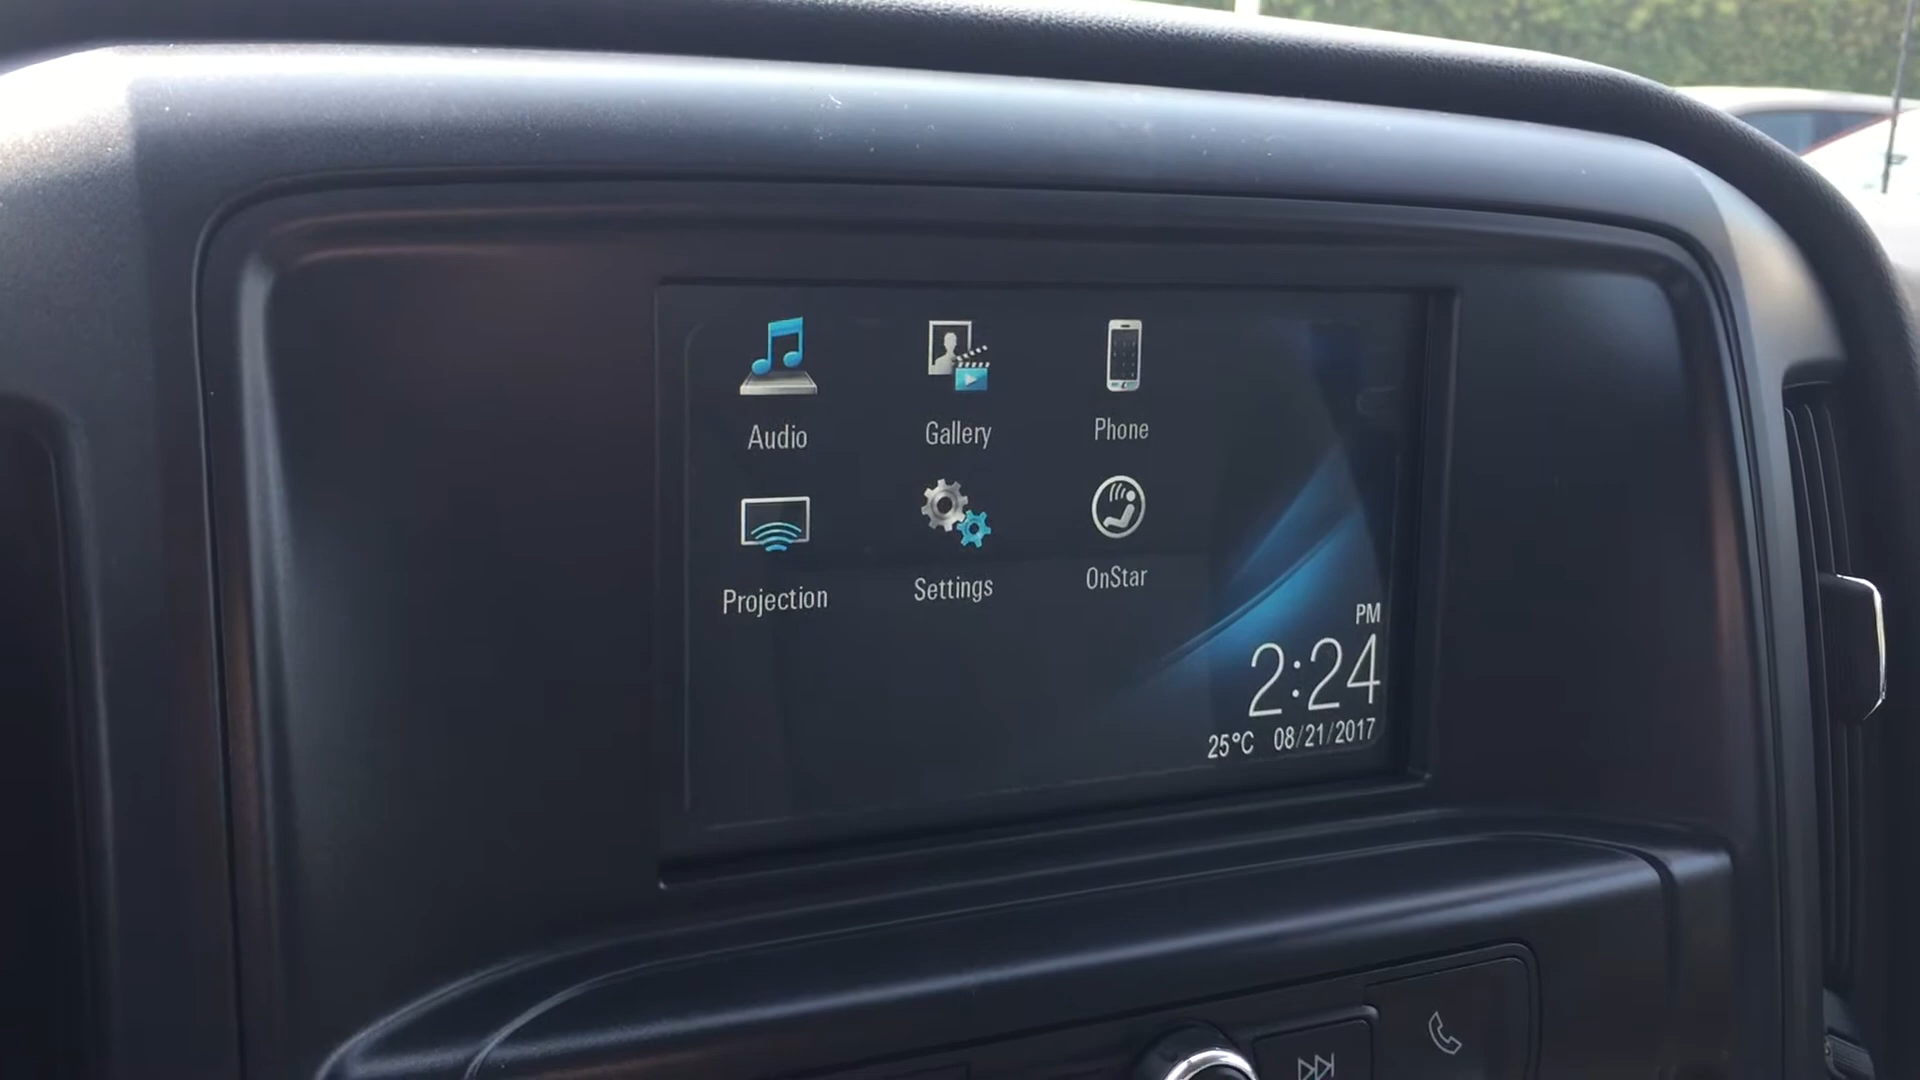 Audio
Gallery
Phone
Projection
Settings
OnStar
PM
2:24
25°C 08/21/2017